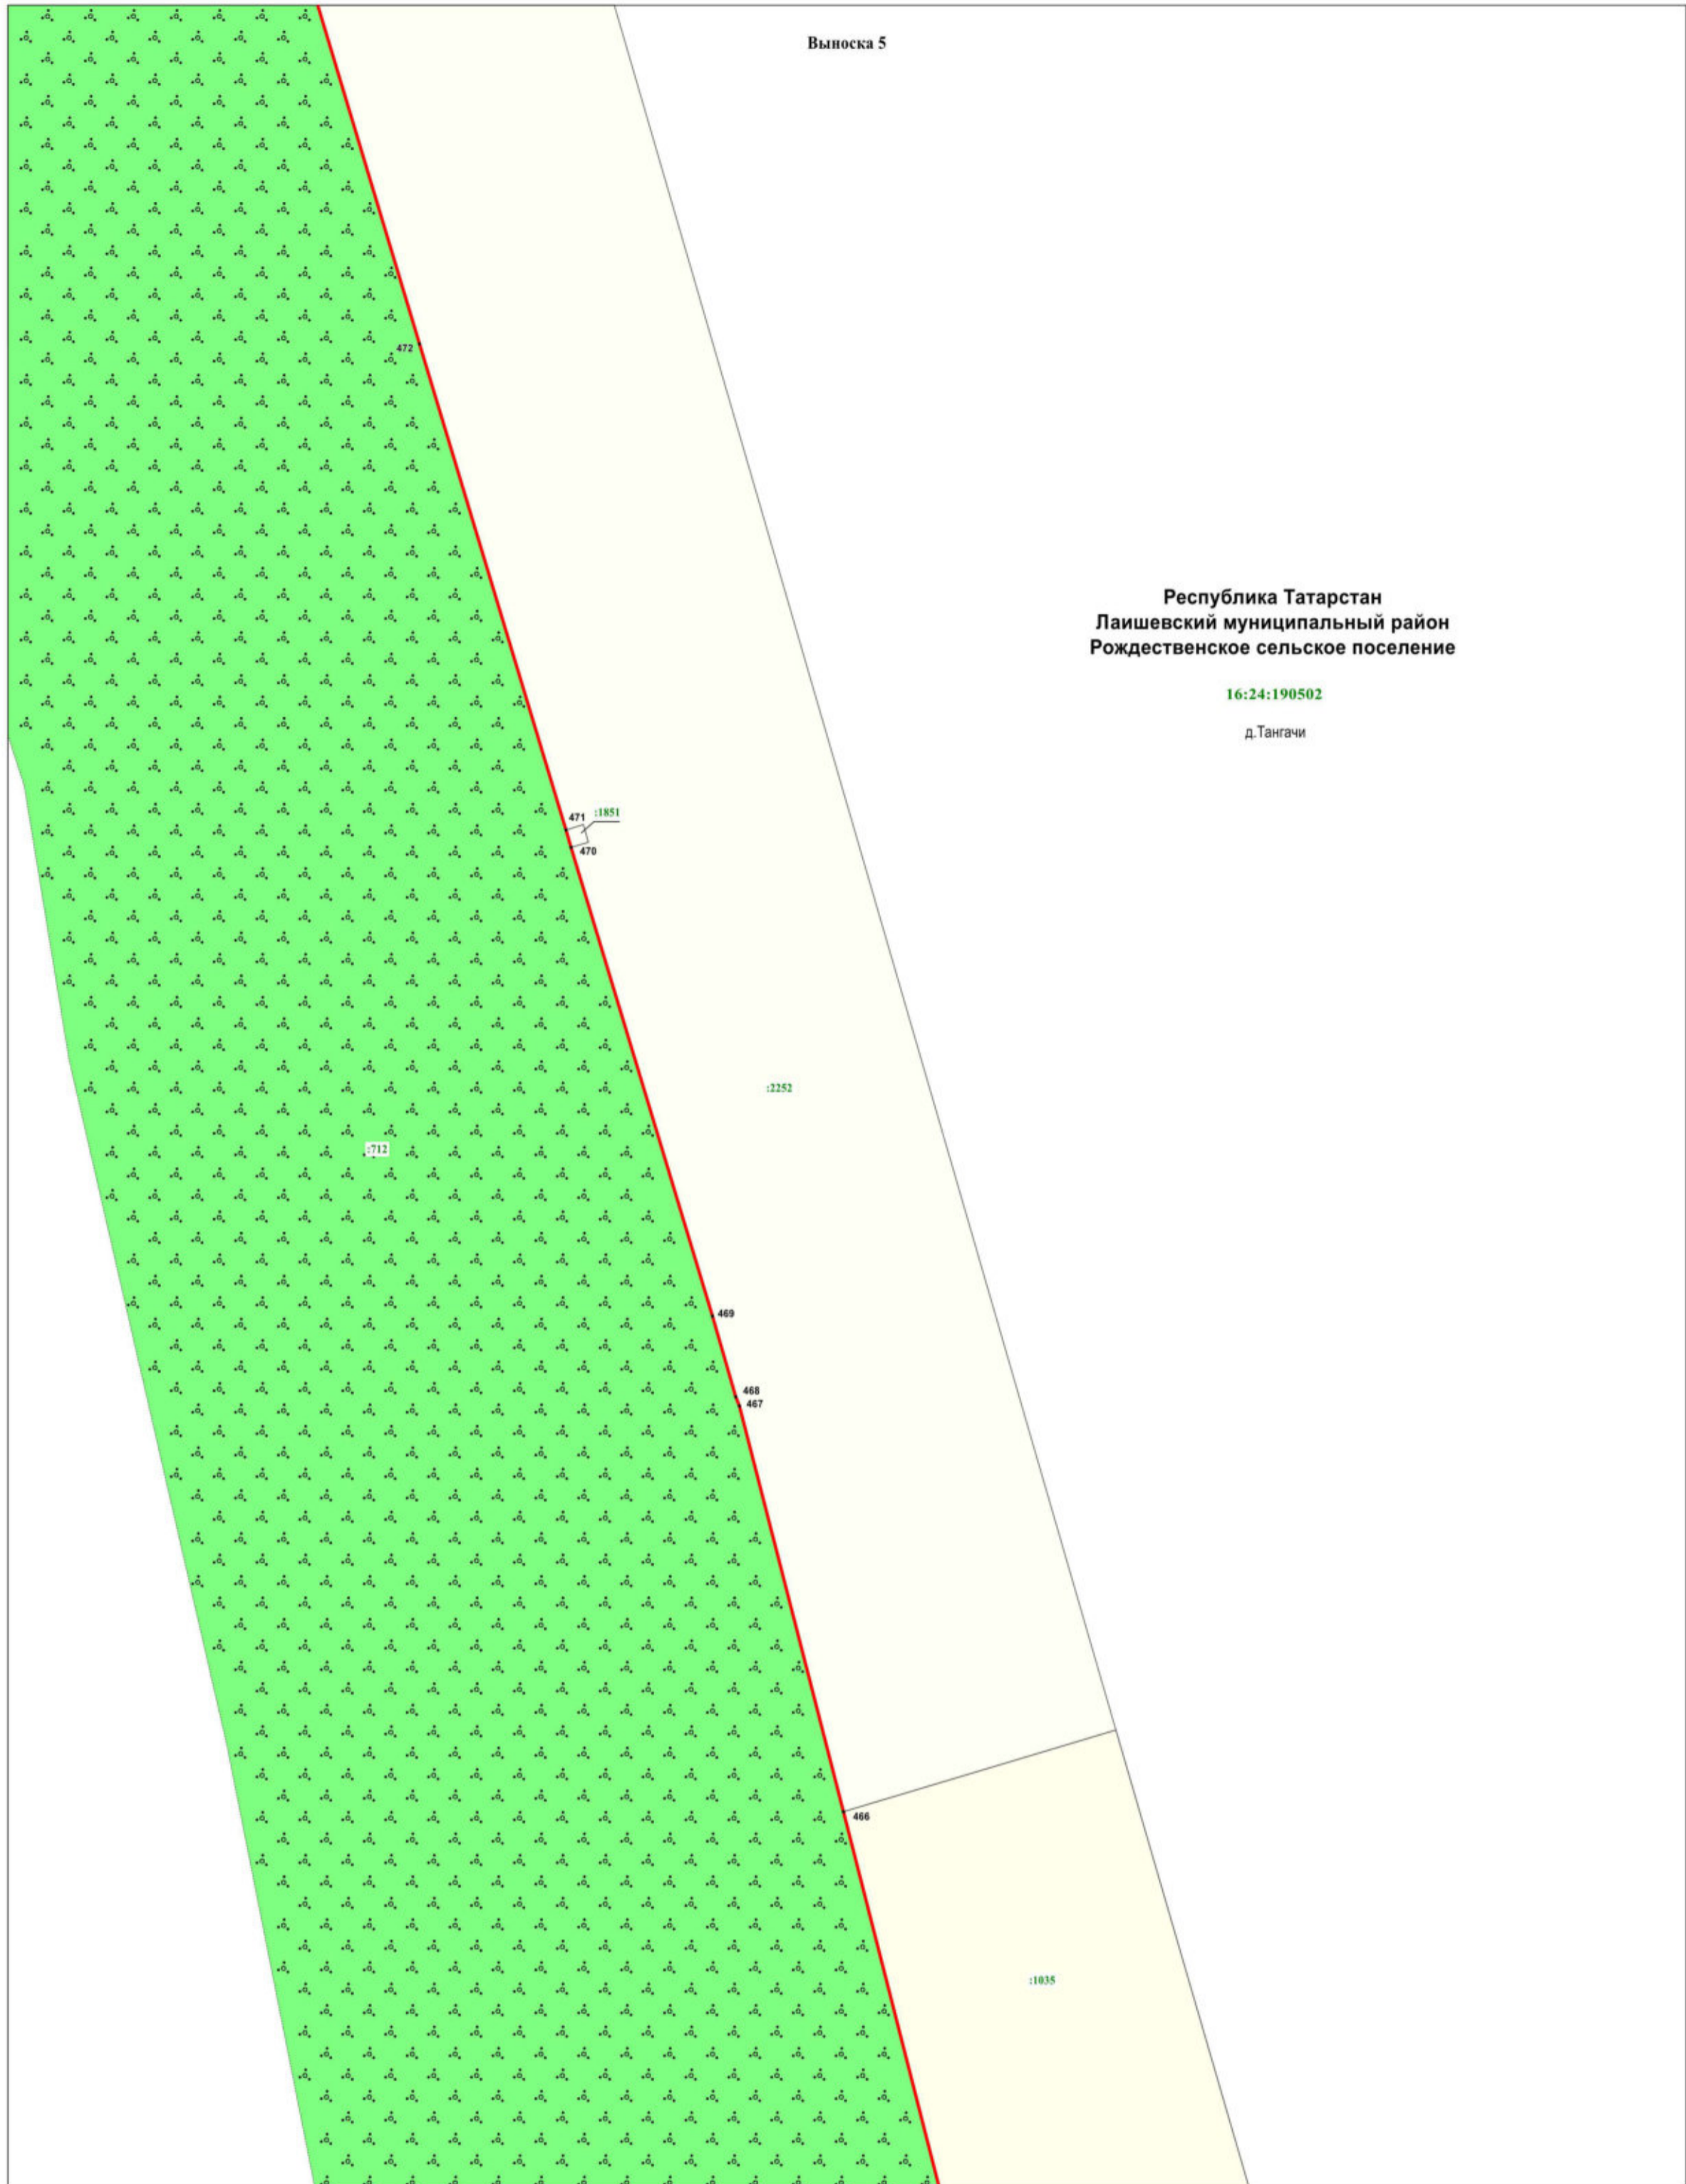 Выноска 5
472
Республика Татарстан
Лаишевский муниципальный район
Рождественское сельское поселение
16:24:190502
д.Тангачи
471 :1851
470
:2252
:712
469
468
467
466
:1035